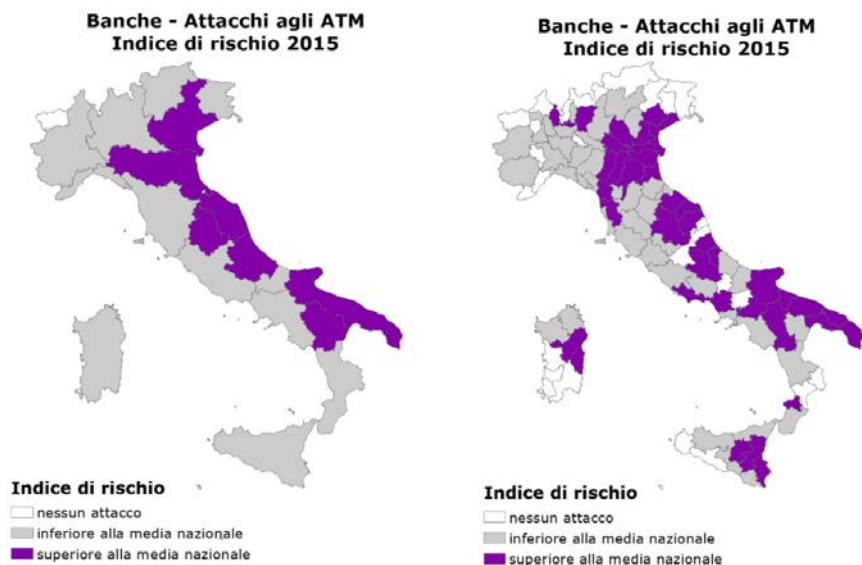 Banche - Attacchi agli ATM
Indice di rischio 2015
Indice di rischio
nessun attacco
inferiore alla media nazionale
superiore alla media nazionale
Banche - Attacchi agli ATM
Indice di rischio 2015
Indice di rischio
nessun attacco
inferiore alla media nazionale
superiore alla media nazionale